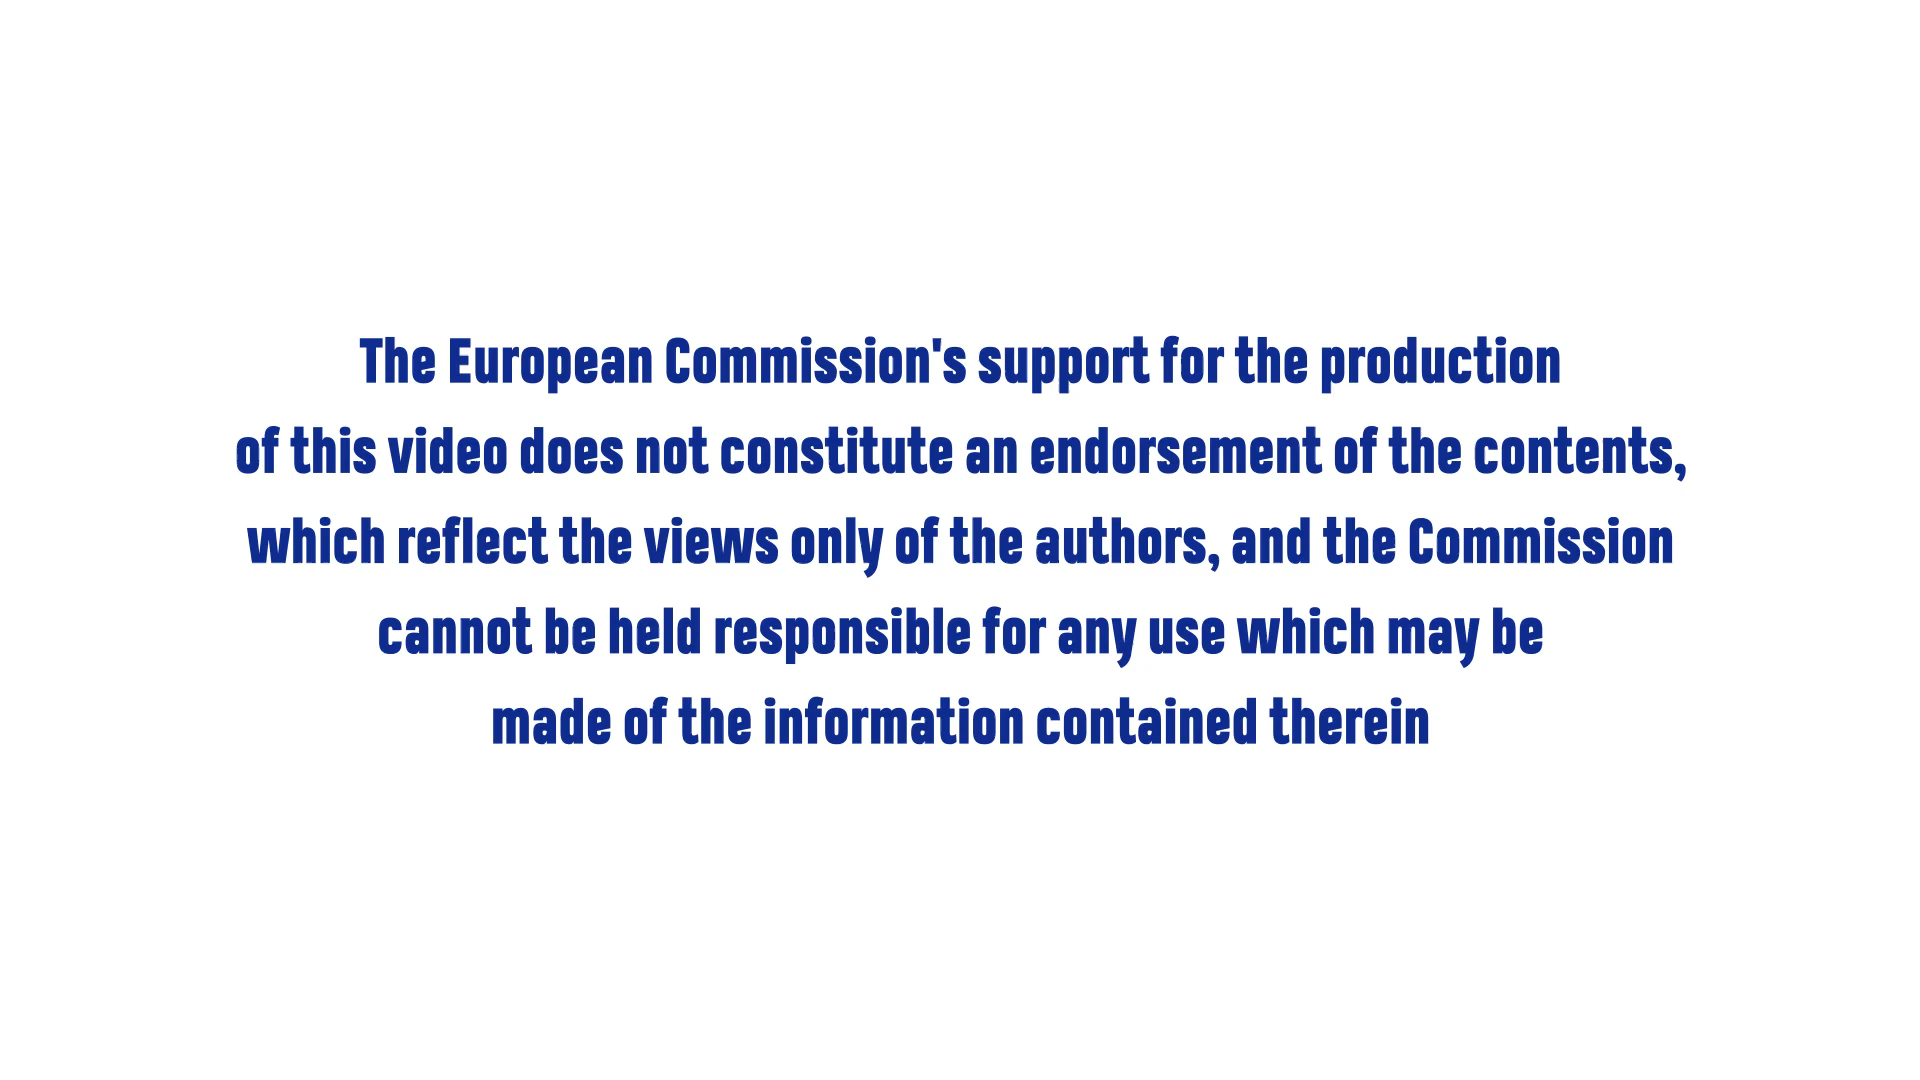 The European Commission's support for the production
of this video does not constitute an endorsement of the contents,
which reflect the views only of the authors, and the Commission
cannot be held responsible for any use which may be
made of the information contained therein